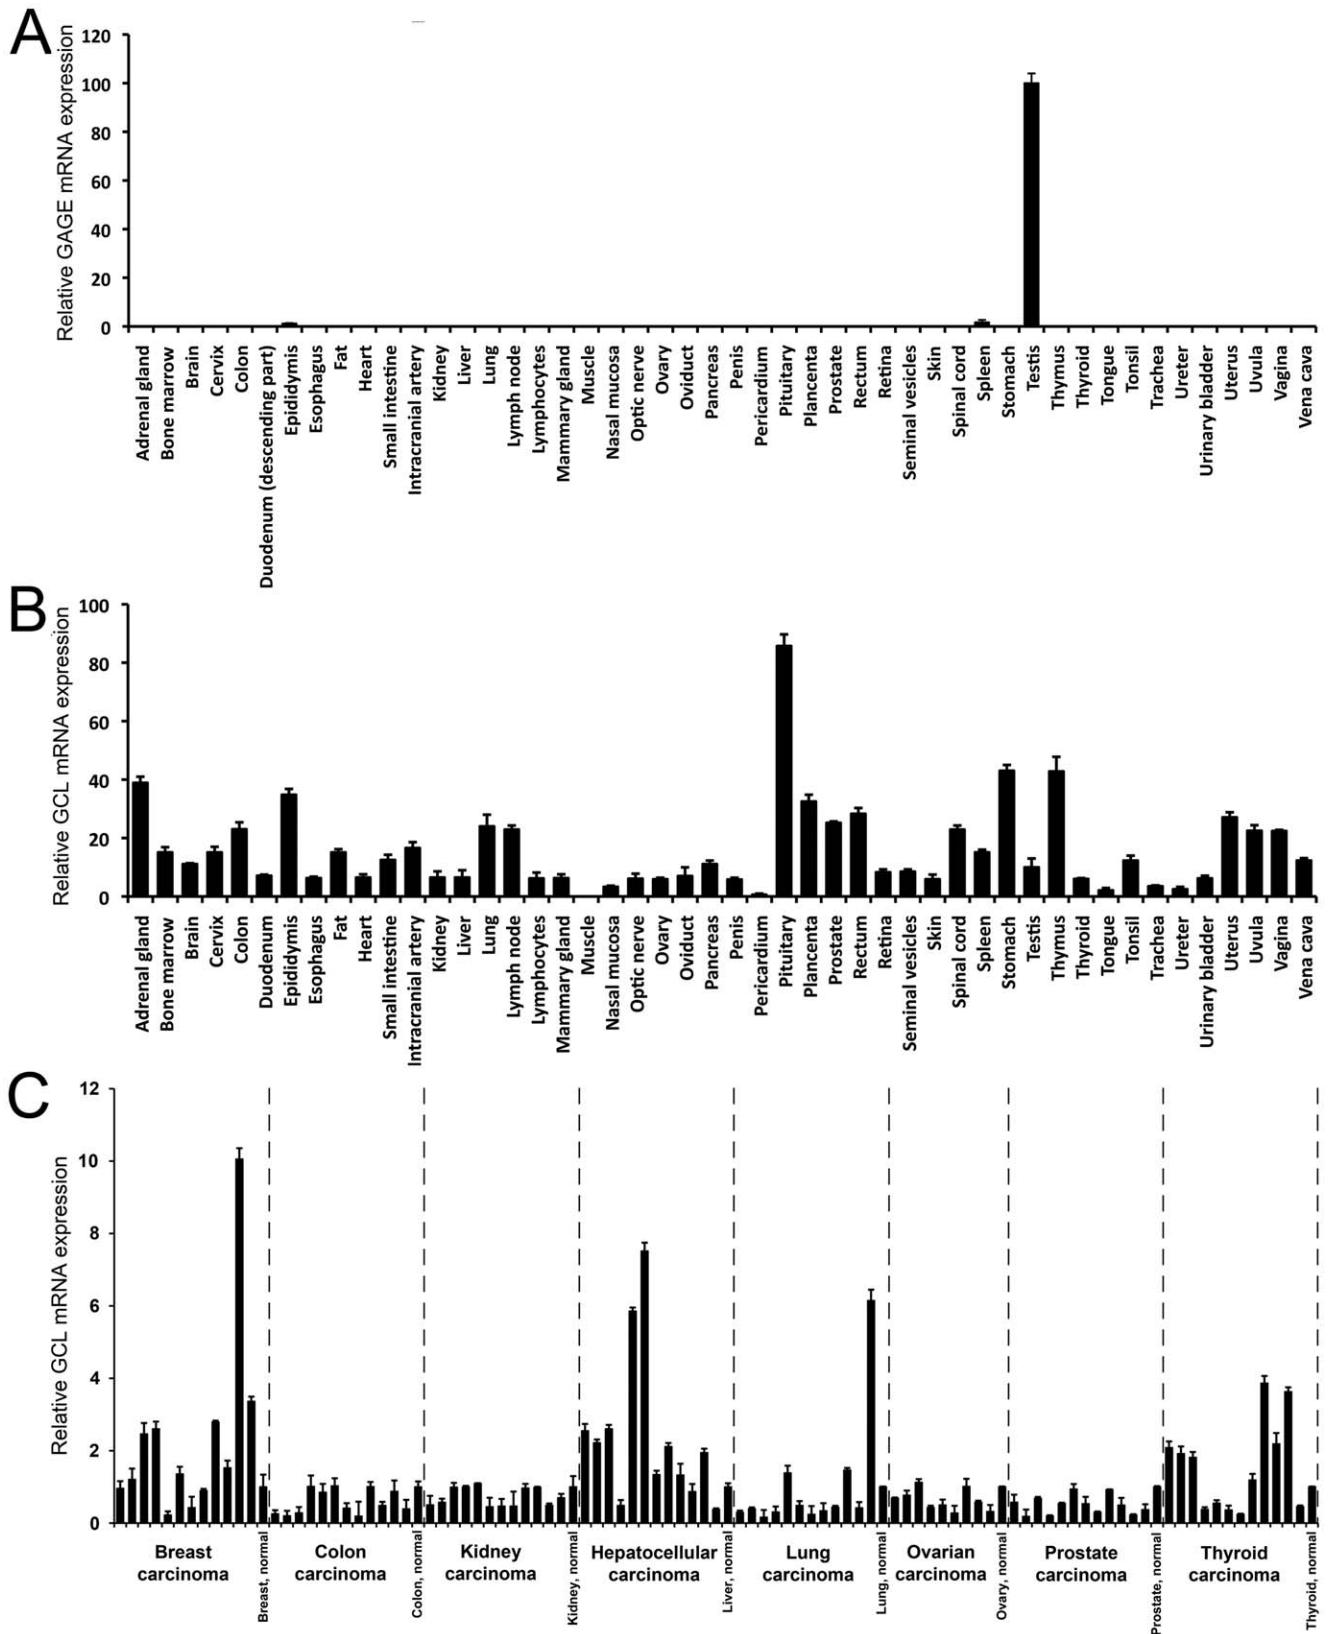 A
Relative GAGE mRNA expression
120
100
80
60
40
20
0
Adrenal gland
Bone marrow
Brain
Cervix
Colon
Duodenum (descending part)
Epididymis
Esophagus
Fat
Heart
Small intestine
Intracranial artery
Kidney
Liver
Lung
Lymph node
Lymphocytes
Mammary gland
Muscle
Nasal mucosa
Optic nerve
Ovary
Oviduct
Pancreas
Penis
Pericardium
Pituitary
Plancenta
Prostate
Rectum
Retina
Seminal vesicles
Skin
Spinal cord
Spleen
Stomach
Testis
Thymus
Thyroid
Tongue
Tonsil
Trachea
Ureter
Urinary bladder
Uterus
Uvula
Vagina
Vena cava
B
Relative GCL mRNA expression
100
80
60
40
20
0
Adrenal gland
Bone marrow
Brain
Cervix
Colon
Duodenum
Epididymis
Esophagus
Fat
Heart
Small intestine
Intracranial artery
Kidney
Liver
Lung
Lymph node
Lymphocytes
Mammary gland
Muscle
Nasal mucosa
Optic nerve
Ovary
Oviduct
Pancreas
Penis
Pericardium
Pituitary
Plancenta
Prostate
Rectum
Retina
Seminal vesicles
Skin
Spinal cord
Spleen
Stomach
Testis
Thymus
Thyroid
Tongue
Tonsil
Trachea
Ureter
Urinary bladder
Uterus
Uvula
Vagina
Vena cava
C
Relative GCL mRNA expression
12
10
8
6
4
2
0
Breast
carcinoma
Breast, normal
Colon
carcinoma
Colon, normal
Kidney
carcinoma
Kidney, normal
Hepatocellular
carcinoma
Liver, normal
Lung
carcinoma
Lung, normal
Ovarian
carcinoma
Ovary, normal
Prostate
carcinoma
Prostate, normal
Thyroid
carcinoma
Thyroid, normal